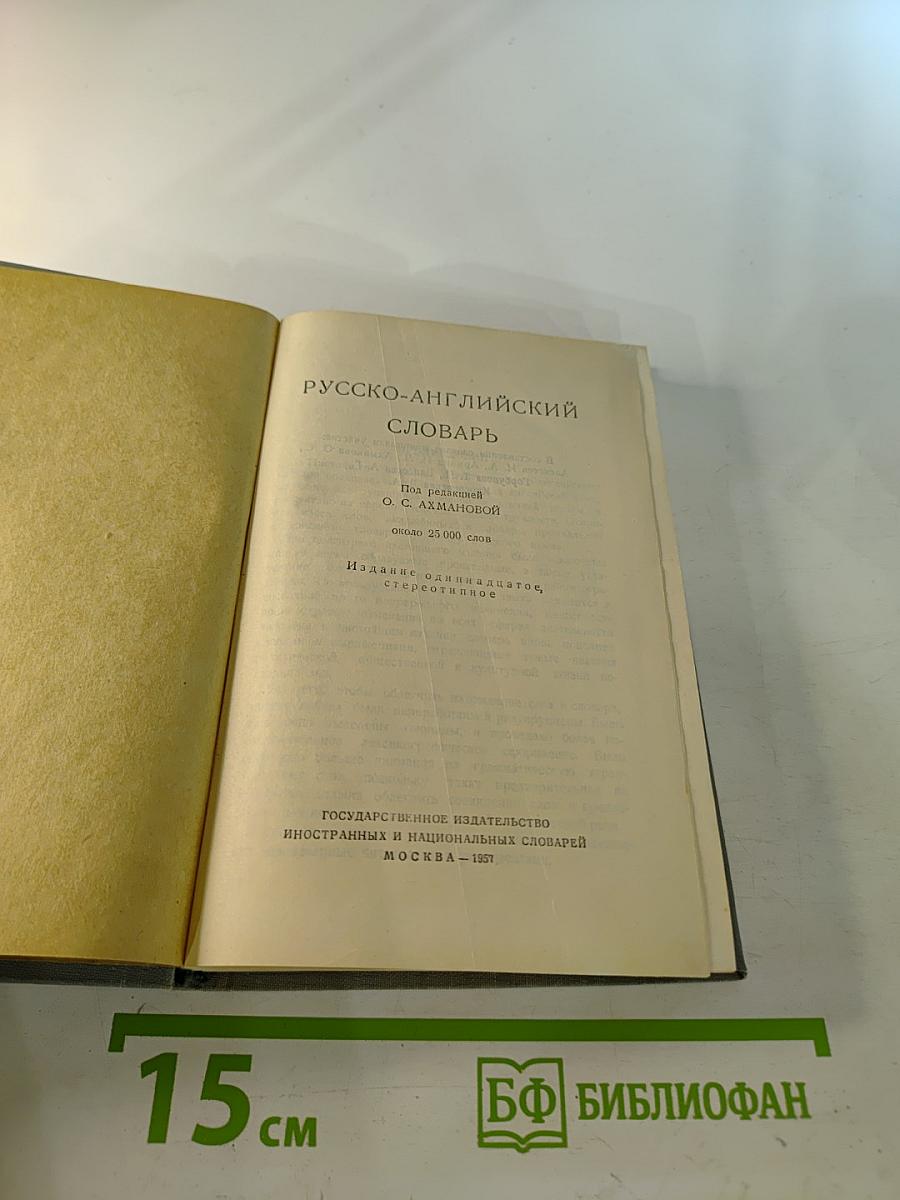 РУССКО-АНГЛИЙСКИЙ
СЛОВАРЬ
Под редакцией
О. С. АХМАНОВОЙ
около 25 000 слов
Издание одиннадцатое,
стереотипное
ГОСУДАРСТВЕННОЕ ИЗДАТЕЛЬСТВО
ИНОСТРАННЫХ И НАЦИОНАЛЬНЫХ СЛОВАРЕЙ
МОСКВА — 1957
15 см
БФ БИБЛИОФАН